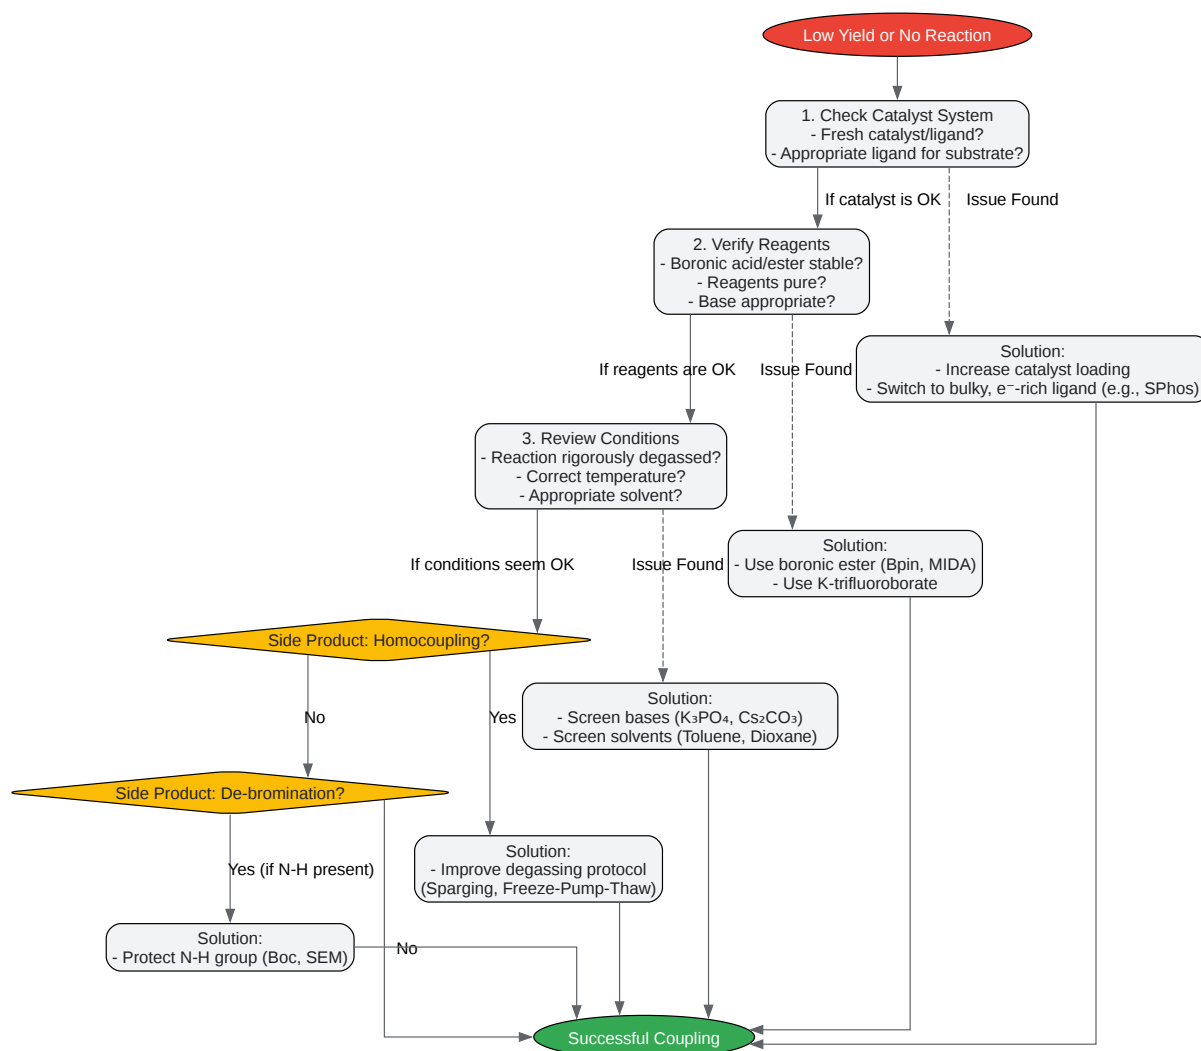 Low Yield or No Reaction
1. Check Catalyst System
- Fresh catalyst/ligand?
- Appropriate ligand for substrate?
If catalyst is OK
Issue Found
2. Verify Reagents
- Boronic acid/ester stable?
- Reagents pure?
- Base appropriate?
Solution:
- Increase catalyst loading
- Switch to bulky, e⁻-rich ligand (e.g., SPhos)
If reagents are OK
Issue Found
3. Review Conditions
- Reaction rigorously degassed?
- Correct temperature?
- Appropriate solvent?
Solution:
- Use boronic ester (Bpin, MIDA)
- Use K-trifluoroborate
If conditions seem OK
Issue Found
Side Product: Homocoupling?
Solution:
- Screen bases (K₃PO₄, Cs₂CO₃)
- Screen solvents (Toluene, Dioxane)
No
Yes
Side Product: De-bromination?
Solution:
- Improve degassing protocol
(Sparging, Freeze-Pump-Thaw)
Yes (if N-H present)
Solution:
- Protect N-H group (Boc, SEM)
No
Successful Coupling